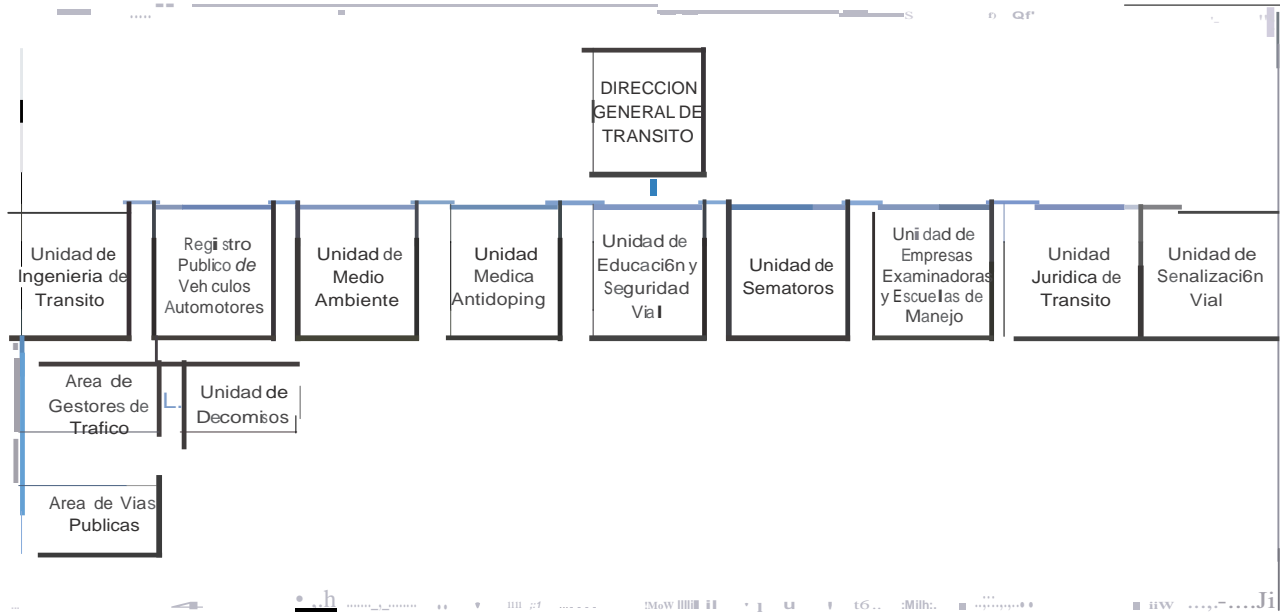 DIRECCION
GENERAL DE
TRANSITO
Unidad de
Ingenieria de
Transito
Registro
Publico de
Veh culos
Automotores
Unidad de
Medio
Ambiente
Unidad
Medica
Antidoping
Unidad de
Educaci6n y
Seguridad
Vial
Unidad de
Sematoros
Unidad de
Empresas
Examinadoras
y Escuelas de
Manejo
Unidad
Juridica de
Transito
Unidad de
Senalizaci6n
Vial
Area de
Gestores de
Trafico
Unidad de
Decomisos
Area de Vias
Publicas